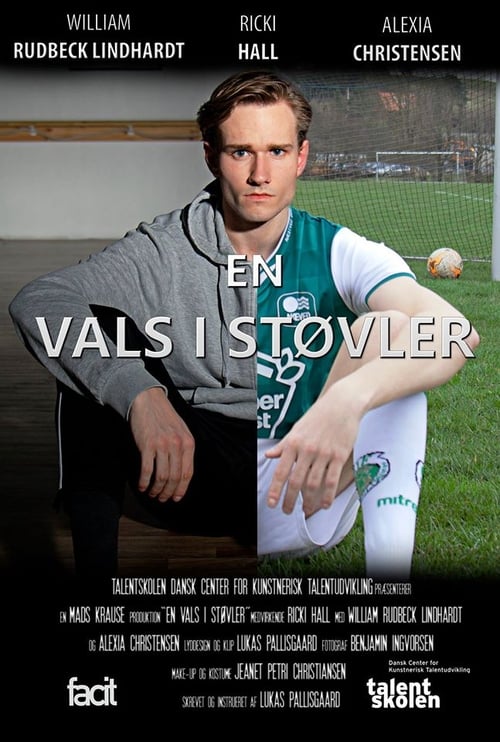 WILLIAM
RUDBECK LINDHARDT
RICKI
HALL
ALEXIA
CHRISTENSEN
EN
VALS I STØVLER
mitre
TALENTSKOLEN DANSK CENTER FOR KUNSTNERISK TALENTUDVIKLING PRÆSENTERER
EN MADS KRAUSE PRODUKTION "EN VALS I STØVLER" MEDVIRKENDE RICKI HALL MED WILLIAM RUDBECK LINDHARDT
OG ALEXIA CHRISTENSEN LYDDESIGN OG KLIP LUKAS PALLISGAARD FOTOGRAF BENJAMIN INGVORSEN
MAKE-UP OG KOSTUME JEANET PETRI CHRISTIANSEN
SKREVET OG INSTRUERET AF LUKAS PALLISGAARD
facit
Dansk Center for
Kunstnerisk Talentudvikling
talent
skolen